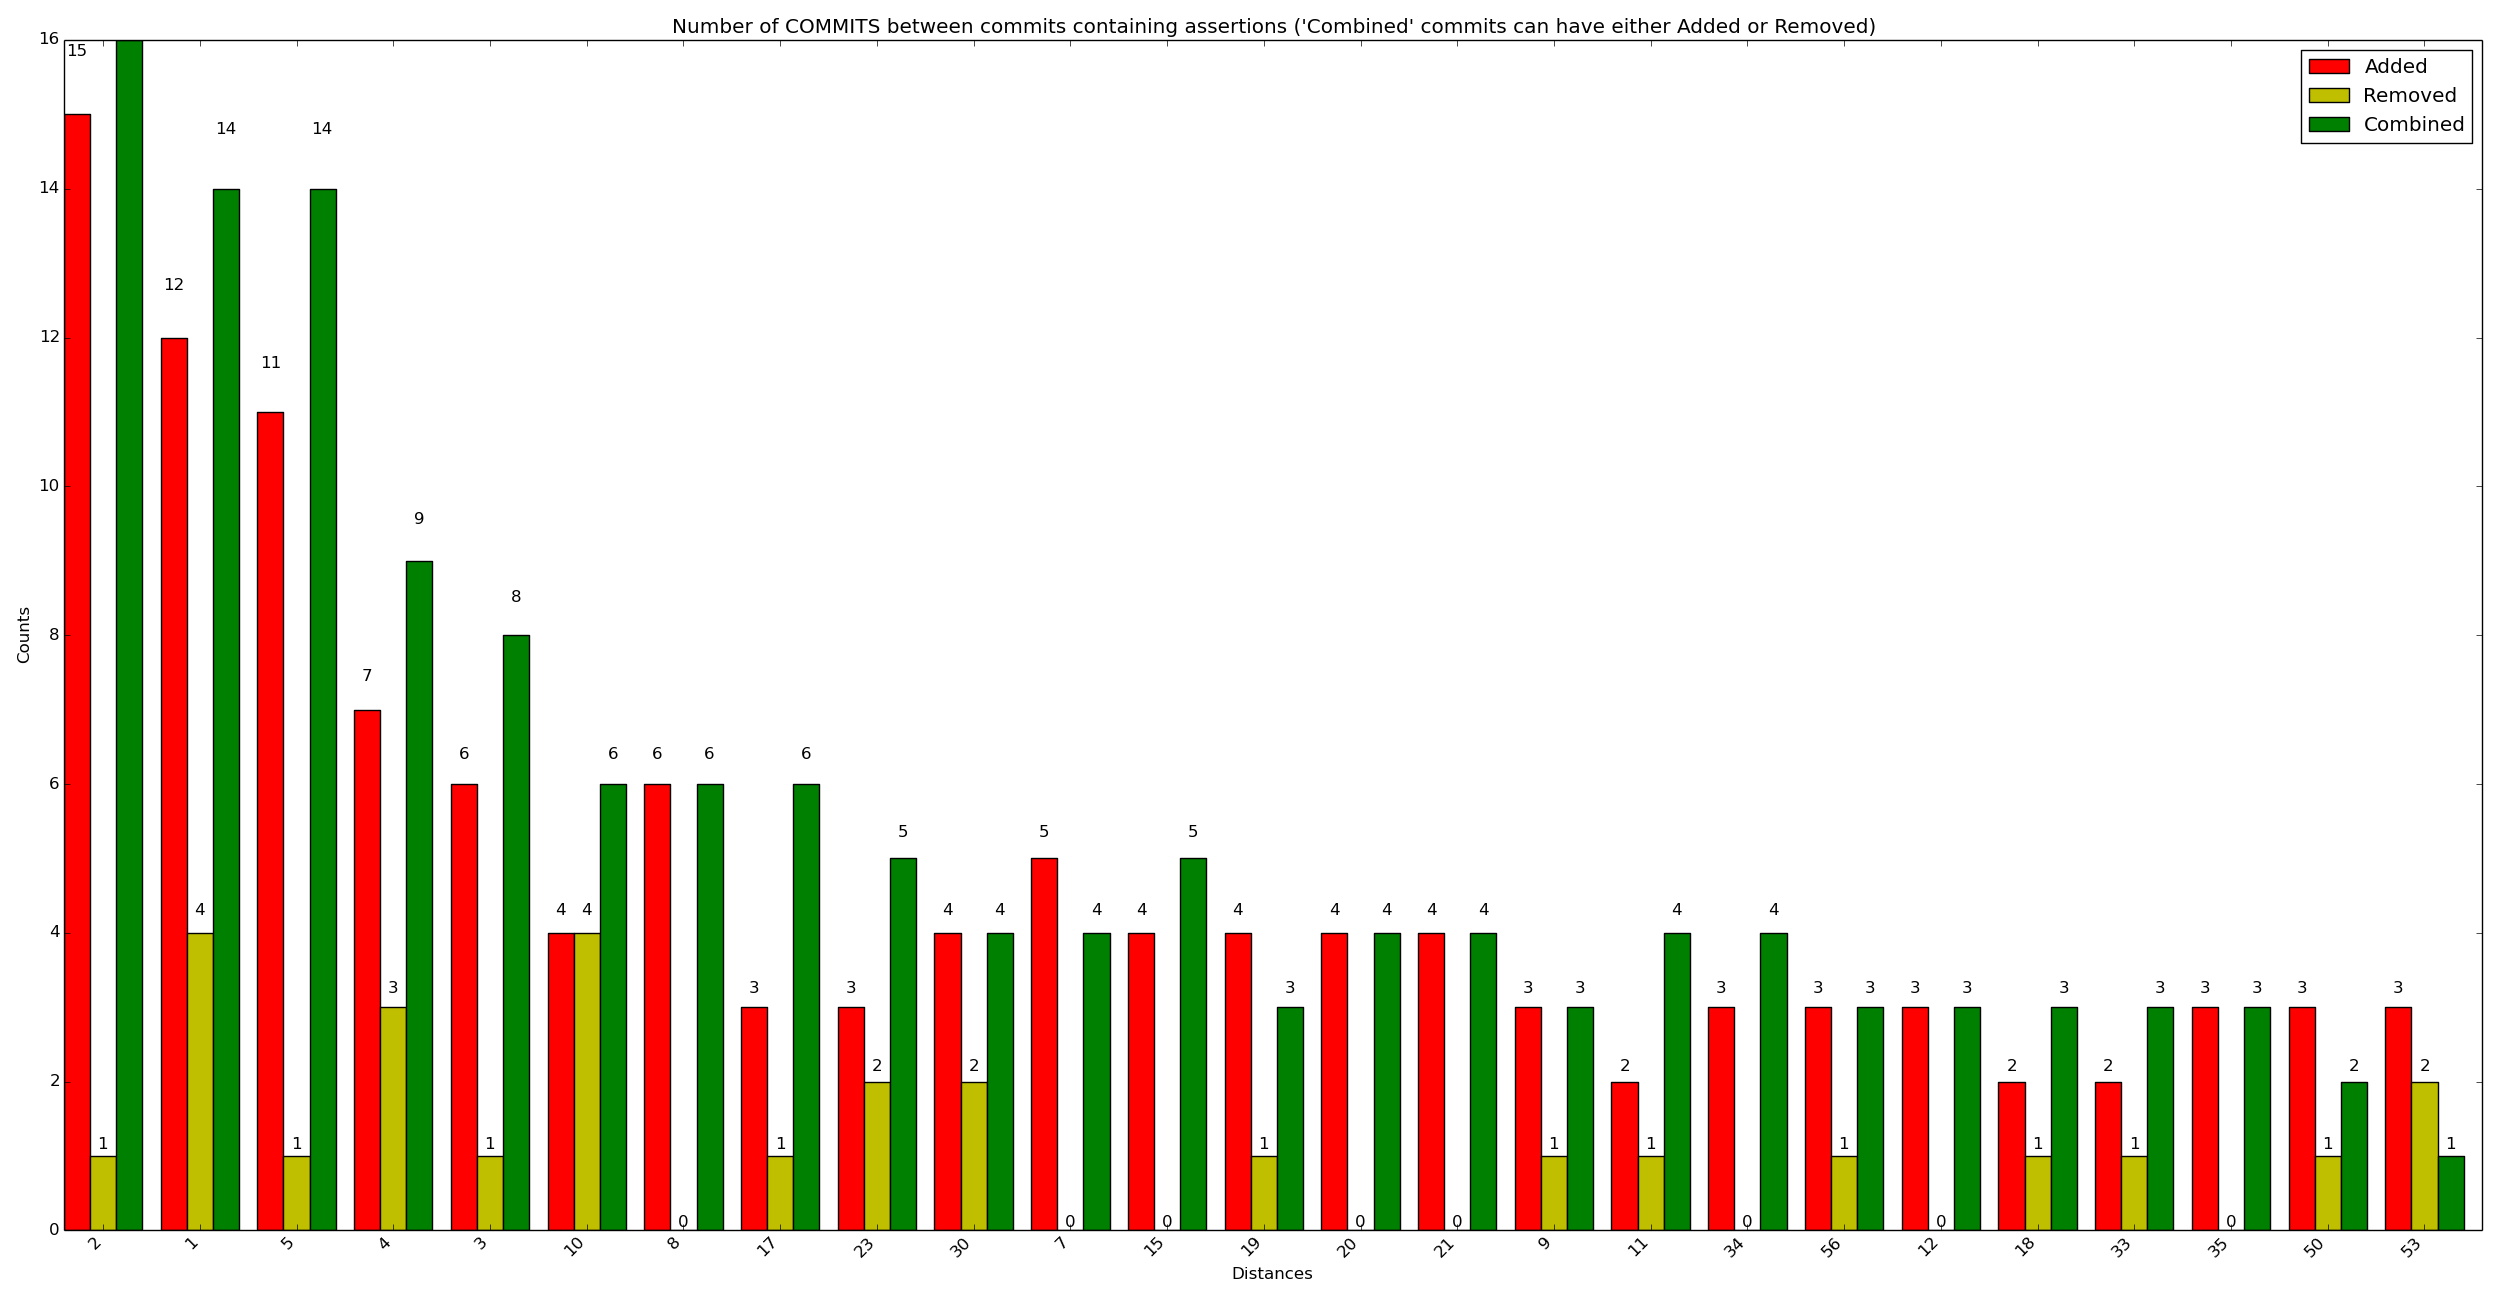 Number of COMMITS between commits containing assertions ('Combined' commits can have either Added or Removed)
Added
Removed
Combined
Counts
16
14
12
10
8
6
4
2
0
15 1
12 4 14
11 1 14
7 3 9
6 1 8
4 4 6
6 0 6
3 1 6
3 2 5
4 2 4
5 0 4
4 0 5
4 1 3
4 0 4
4 0 4
3 1 3
2 1 4
3 0 4
3 1 3
3 0 3
2 1 3
2 1 3
3 0 3
3 1 2
3 2 1
2 1 5 4 3 10 8 17 23 30 7 15 19 20 21 9 11 34 56 12 18 33 35 50 53
Distances